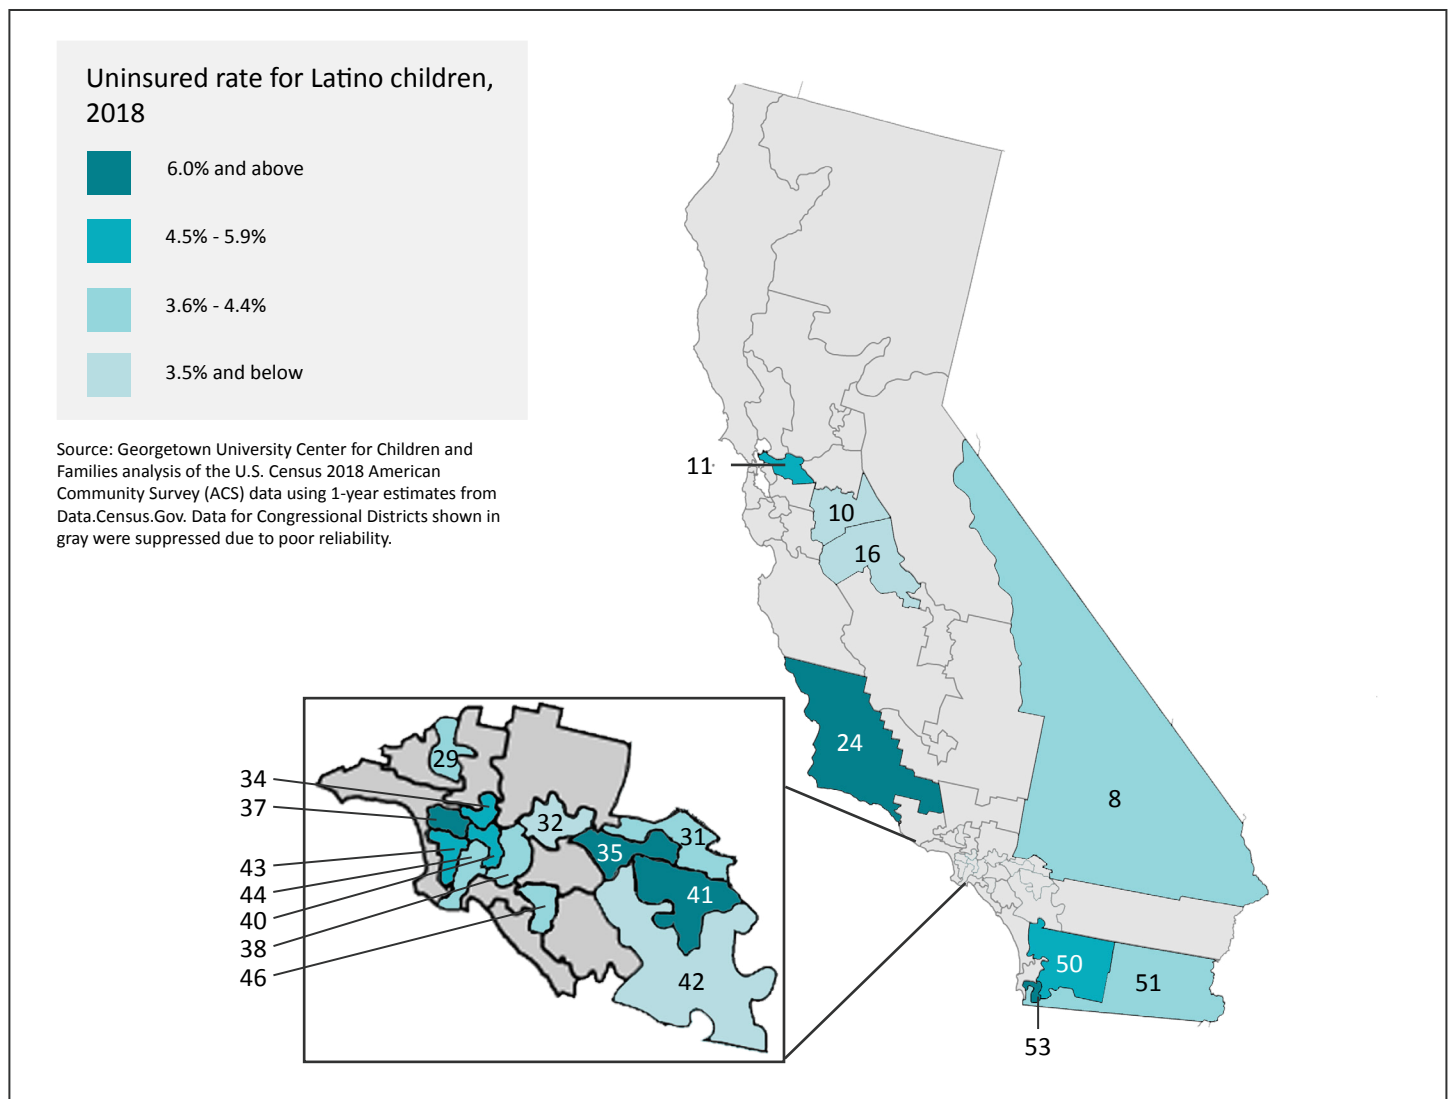 Uninsured rate for Latino children,
2018
6.0% and above
4.5% - 5.9%
3.6% - 4.4%
3.5% and below
Source: Georgetown University Center for Children and
Families analysis of the U.S. Census 2018 American
Community Survey (ACS) data using 1-year estimates from
Data.Census.Gov. Data for Congressional Districts shown in
gray were suppressed due to poor reliability.
11
10
16
24
8
50
51
53
29
34
37
32
31
35
43
41
44
40
38
46
42